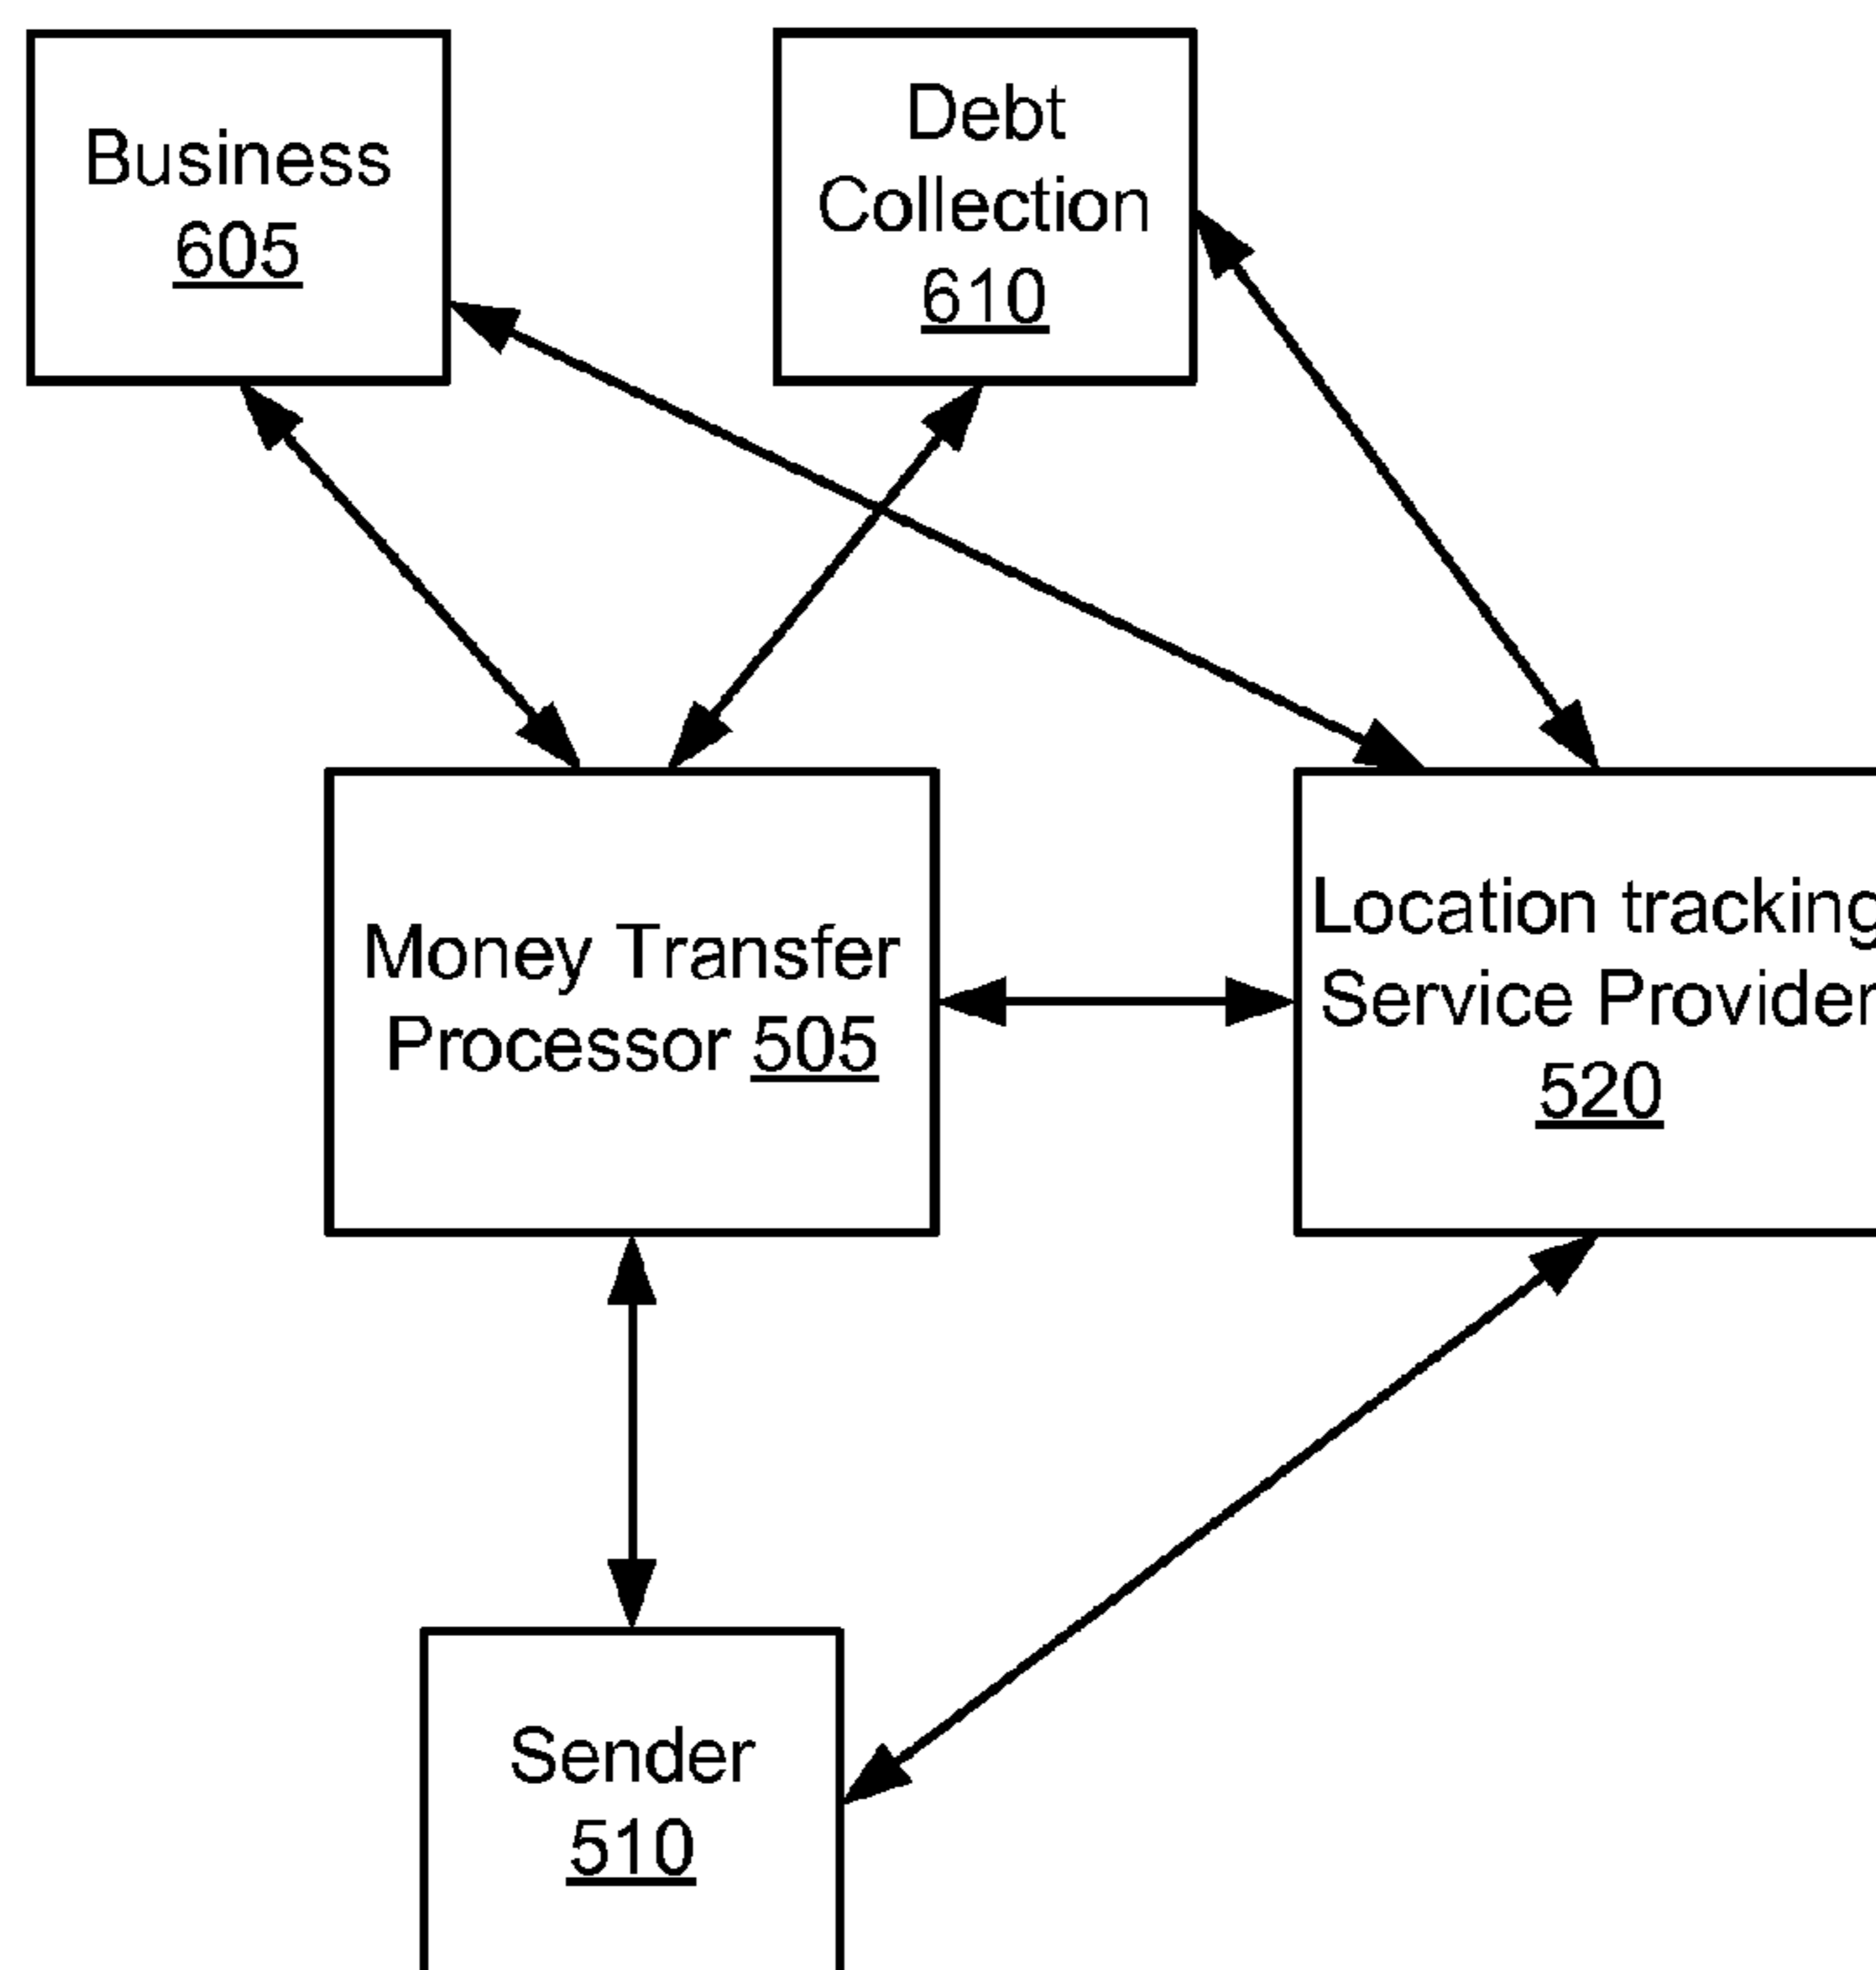 Business
605
Debt
Collection
610
Money Transfer
Processor 505
Location tracking
Service Provider
520
Sender
510